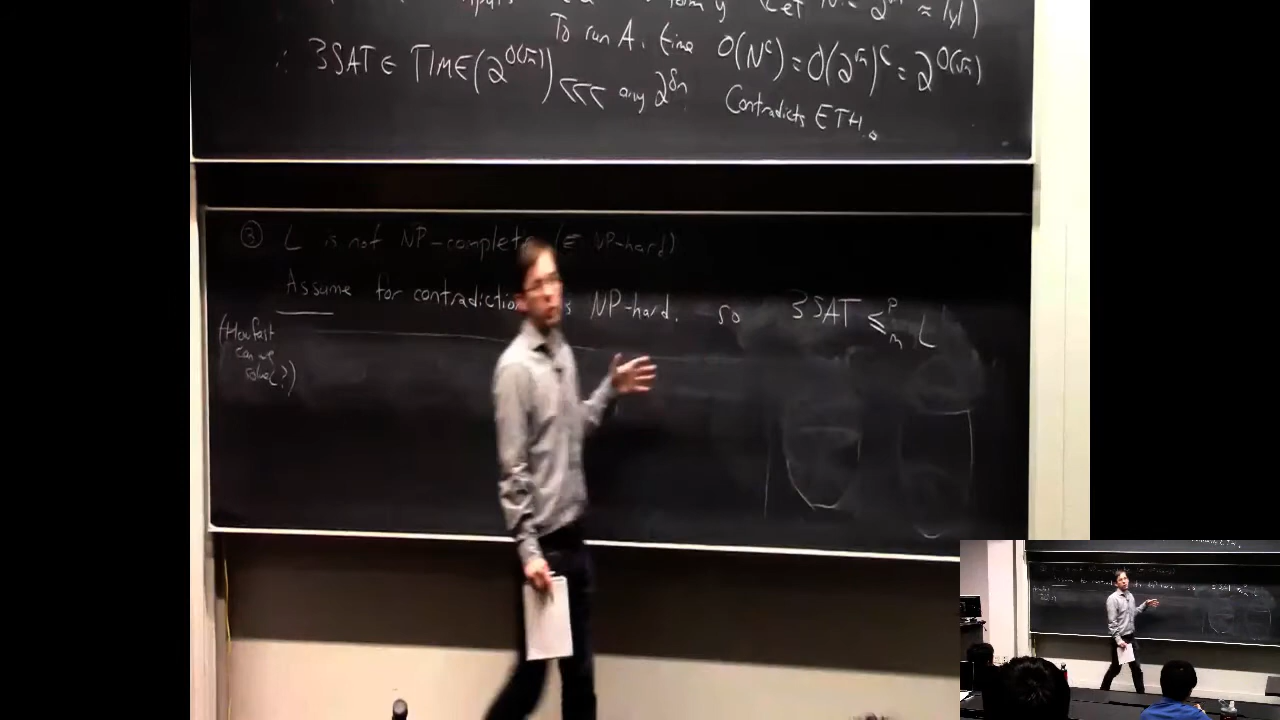 To run A, time O(N^c) = O(2^√n)^c = 2^O(√n)
∴ 3SAT ∈ TIME(2^O(√n)) <<< any 2^δn Contradicts ETH.
③ L is not NP-complete (∈ NP-hard)
Assume for contradiction is NP-hard. so 3SAT ≤ᵖₘ L
(How fast
can we
solve L?)